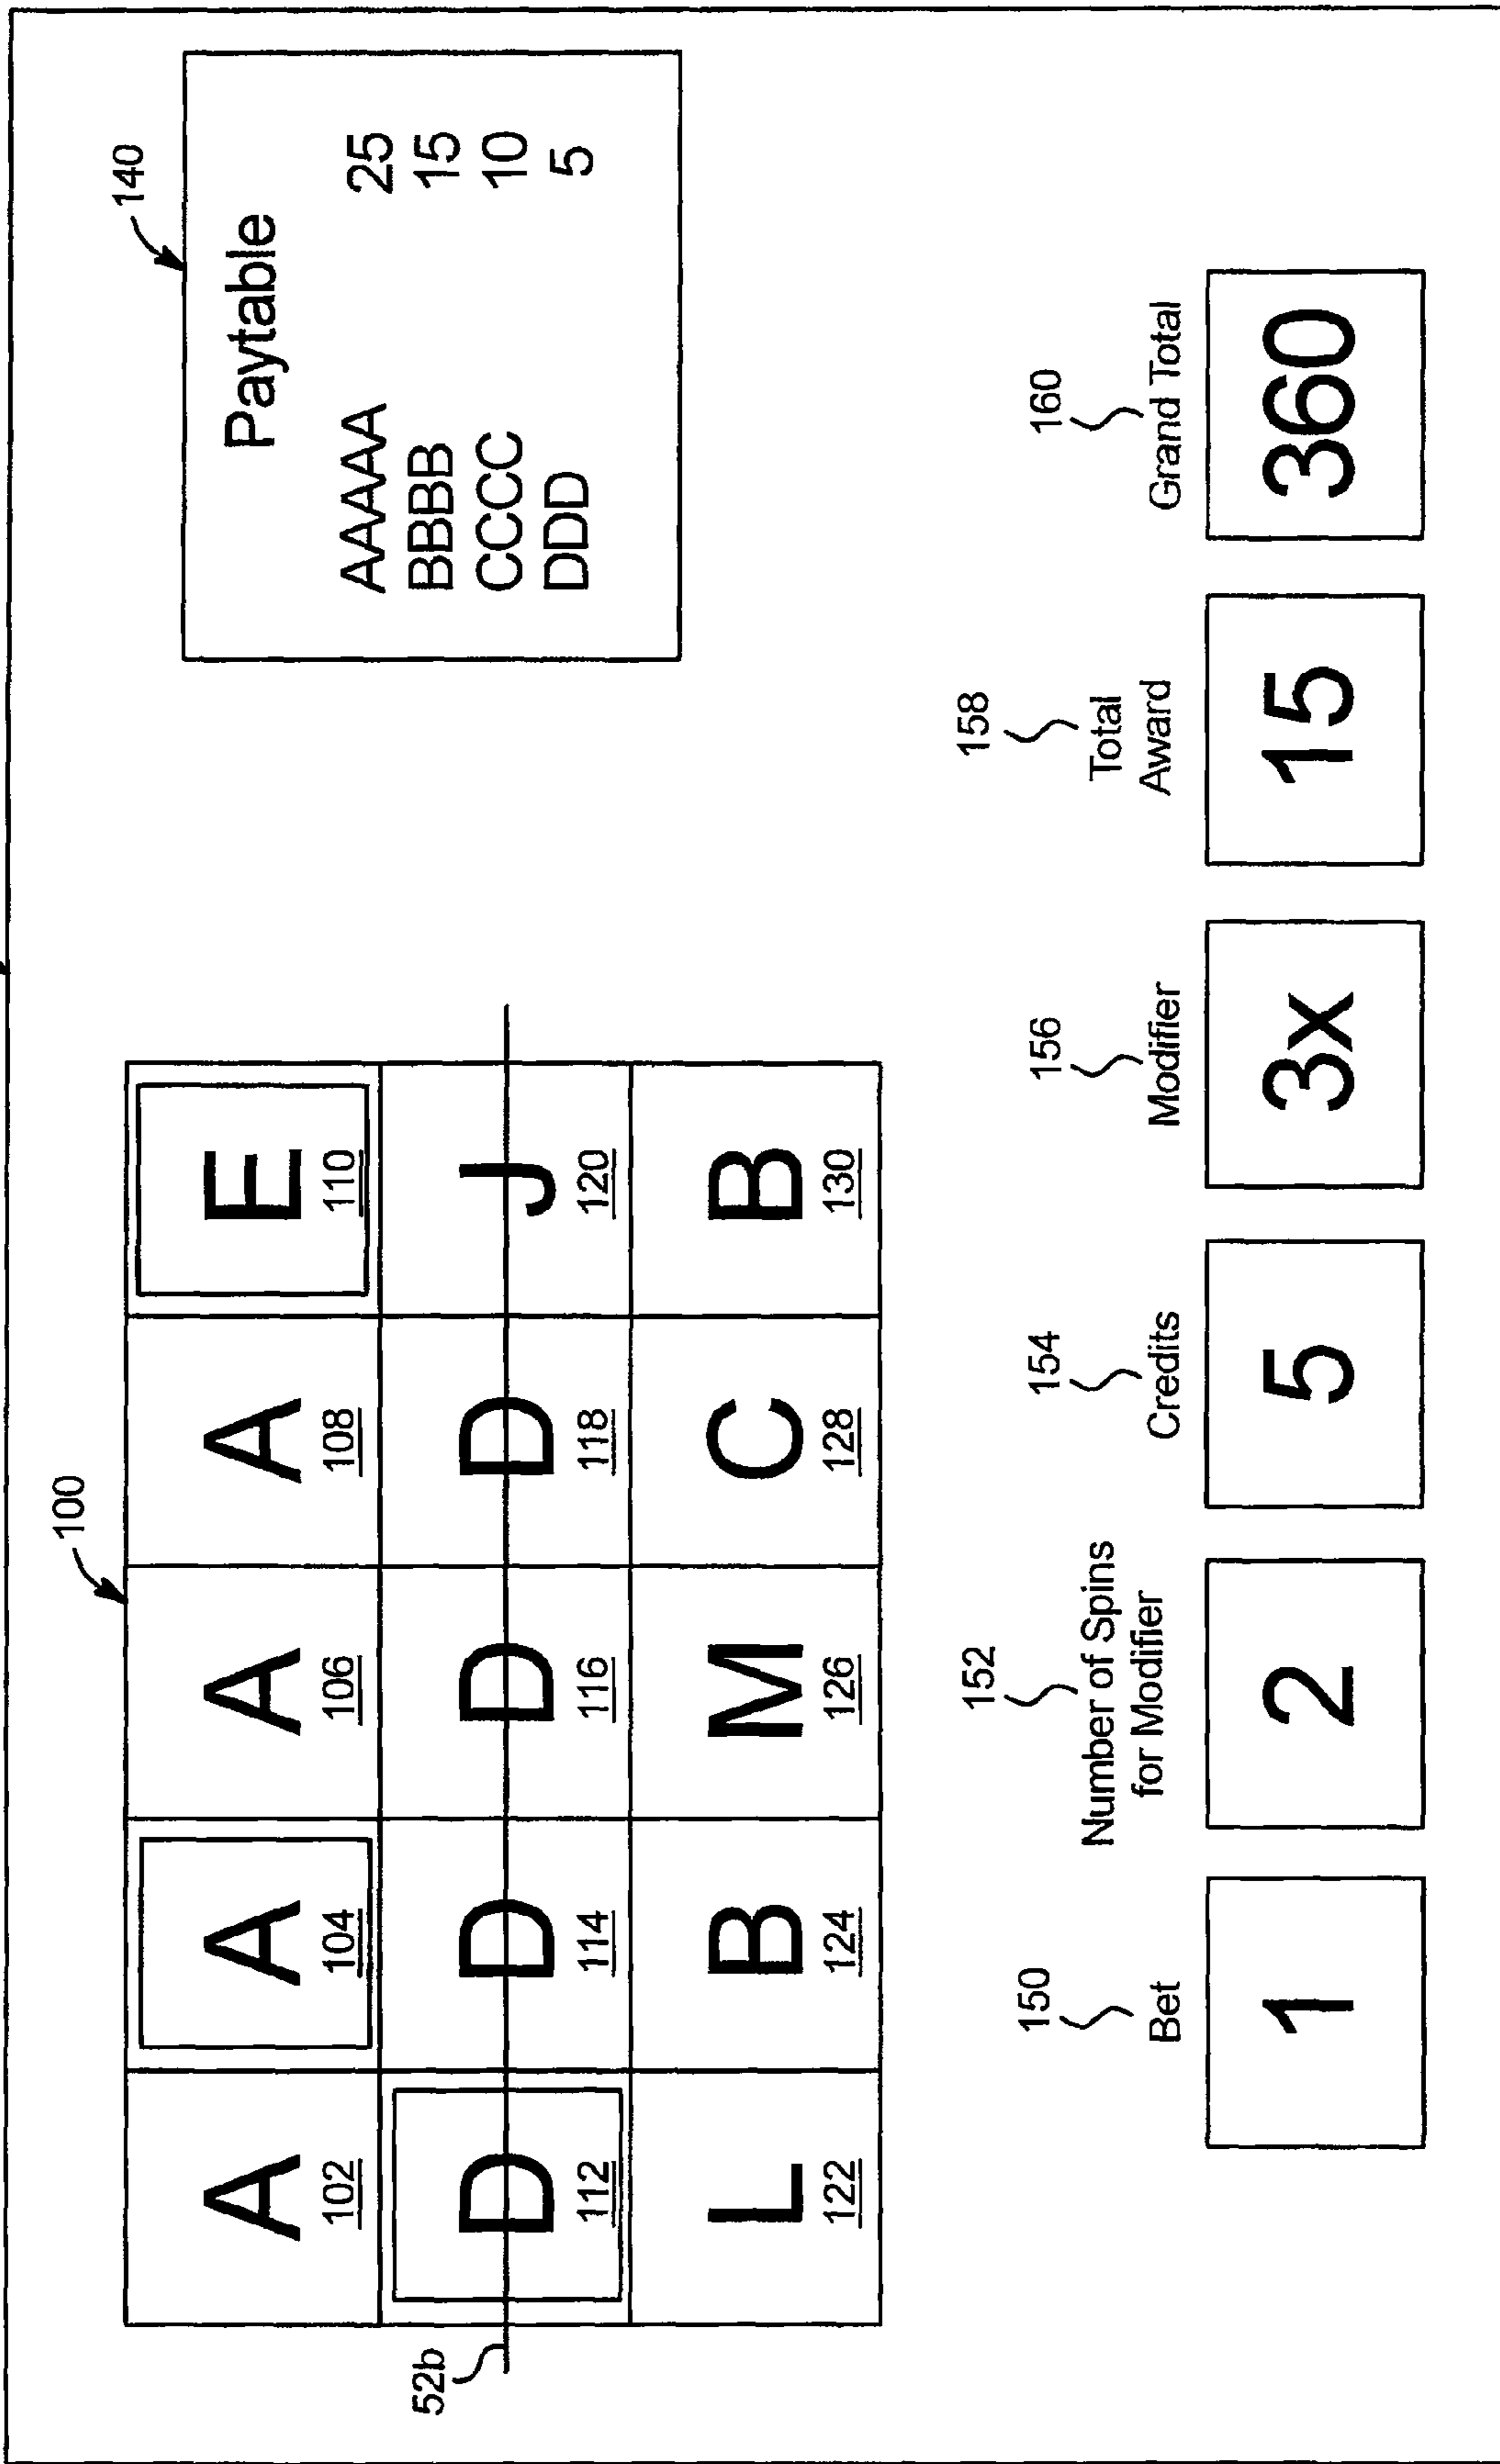 100
A A A A E
102 104 106 108 110
52b
D D D D J
112 114 116 118 120
L B M C B
122 124 126 128 130
140
Paytable
AAAAA 25
BBBB 15
CCCC 10
DDD 5
150
Bet
1
152
Number of Spins
for Modifier
2
154
Credits
5
156
Modifier
3x
158
Total
Award
15
160
Grand Total
360